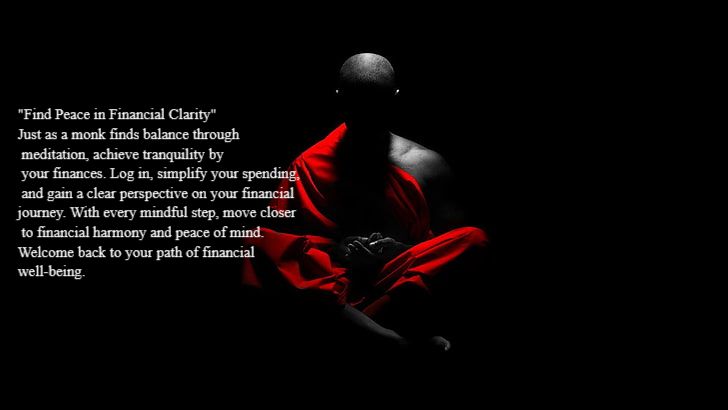 "Find Peace in Financial Clarity"
Just as a monk finds balance through
meditation, achieve tranquility by
your finances. Log in, simplify your spending,
and gain a clear perspective on your financial
journey. With every mindful step, move closer
to financial harmony and peace of mind.
Welcome back to your path of financial
well-being.